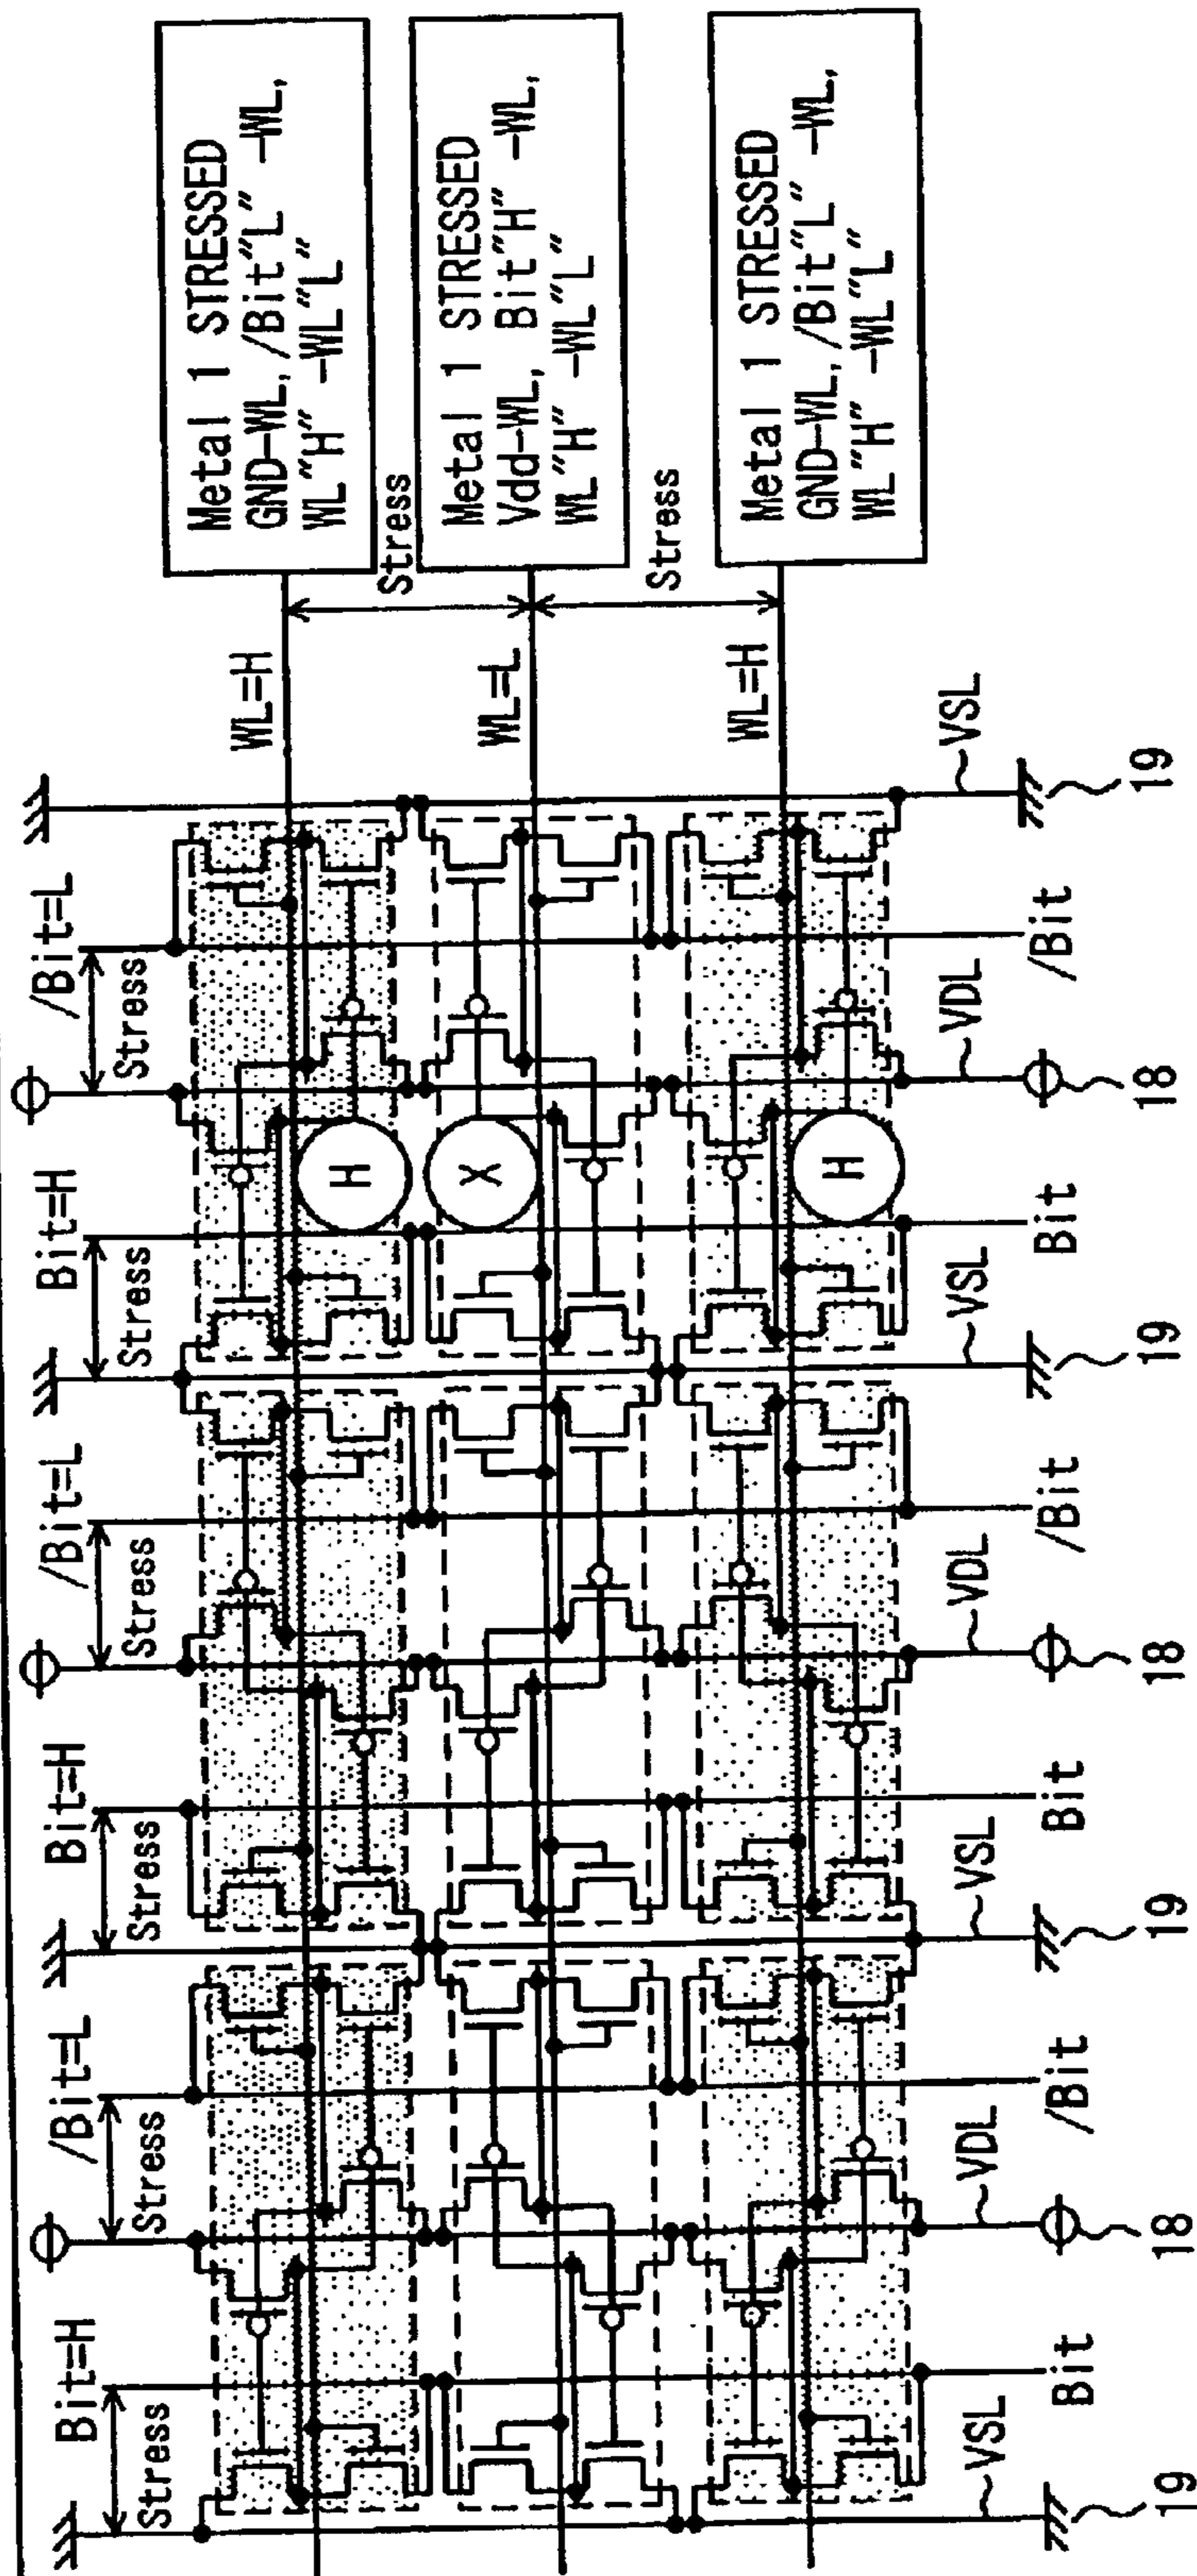 Bit=H
/Bit=L
Bit=H
/Bit=L
Bit=H
/Bit=L
Stress
Stress
Stress
Stress
Stress
Stress
WL=H
Metal 1 STRESSED
GND-WL, /Bit"L" -WL,
WL"H" -WL"L"
Stress
H
WL=L
Metal 1 STRESSED
Vdd-WL, Bit"H" -WL,
WL"H" -WL"L"
Stress
X
WL=H
Metal 1 STRESSED
GND-WL, /Bit"L" -WL,
WL"H" -WL"L"
H
VSL
Bit
VDL
/Bit
VSL
Bit
VDL
/Bit
VSL
Bit
VDL
/Bit
VSL
19
18
19
18
19
18
19